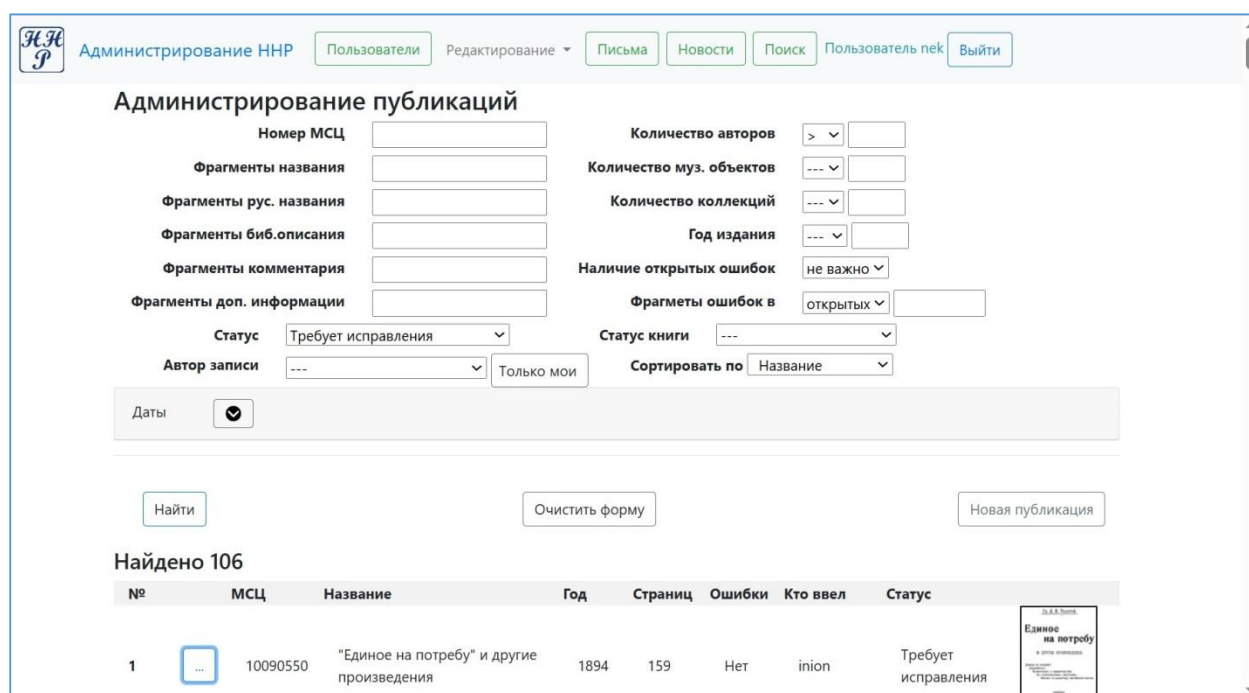 ННР
Администрирование ННР Пользователи Редактирование Письма Новости Поиск Пользователь nek Выйти
Администрирование публикаций
Номер МСЦ Количество авторов >
Фрагменты названия Количество муз. объектов ---
Фрагменты рус. названия Количество коллекций ---
Фрагменты биб.описания Год издания ---
Фрагменты комментария Наличие открытых ошибок не важно
Фрагменты доп. информации Фрагметы ошибок в открытых
Статус Требует исправления Статус книги ---
Автор записи --- Только мои Сортировать по Название
Даты
Найти Очистить форму Новая публикация
Найдено 106
№ МСЦ Название Год Страниц Ошибки Кто ввел Статус
1 ... 10090550 "Единое на потребу" и другие произведения 1894 159 Нет inion Требует исправления
Единое
на потребу